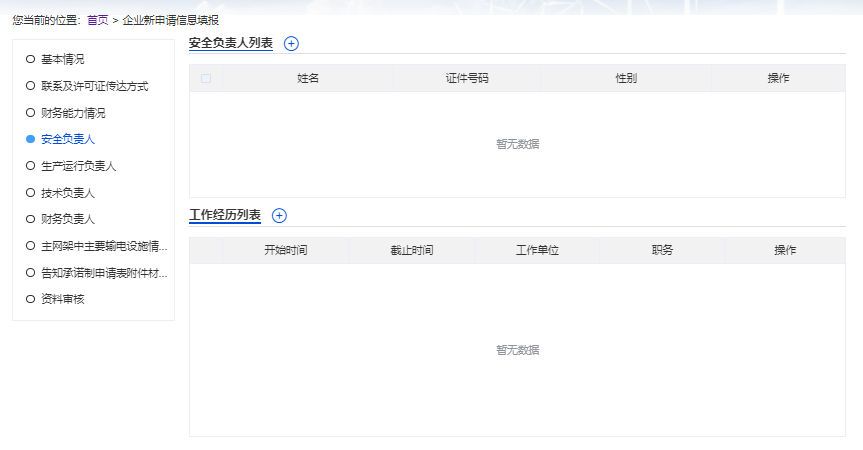 您当前的位置：首页 > 企业新申请信息填报
基本情况
联系及许可证传达方式
财务能力情况
安全负责人
生产运行负责人
技术负责人
财务负责人
主网架中主要输电设施情...
告知承诺制申请表附件材...
资料审核
安全负责人列表
姓名 证件号码 性别 操作
暂无数据
工作经历列表
开始时间 截止时间 工作单位 职务 操作
暂无数据